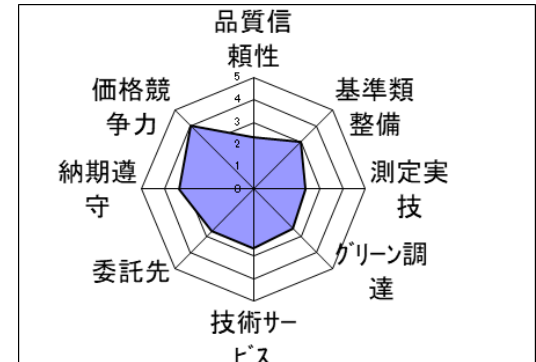 品質信
頼性
基準類
整備
測定実
技
グリーン調
達
技術サー
ビス
委託先
納期遵
守
価格競
争力
5
4
3
2
1
0